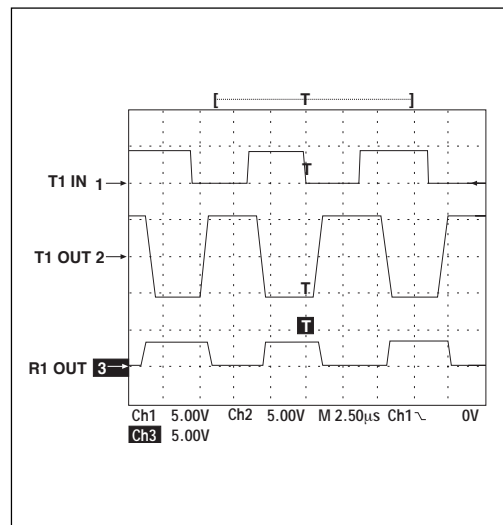 [ T ]
T
T1 IN 1
T1 OUT 2
T
T
R1 OUT 3
Ch1 5.00V Ch2 5.00V M 2.50µs Ch1 0V
Ch3 5.00V